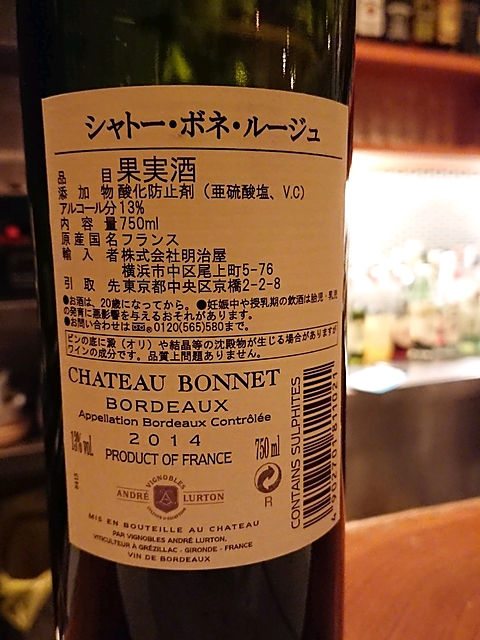 シャトー・ボネ・ルージュ
品目 果実酒
添加物 酸化防止剤（亜硫酸塩、V.C）
アルコール分 13%
内容量 750ml
原産国名 フランス
輸入者 株式会社明治屋
横浜市中区尾上町5-76
引取先 東京都中央区京橋2-2-8
●お酒は、20歳になってから。●妊娠中や授乳期の飲酒は胎児・乳児
の発育に悪影響を与えるおそれがあります。
●お問い合わせは 0120(565)580まで。
ビンの底に澱（オリ）や結晶等の沈殿物が生じる場合がありますが
ワインの成分です。品質上問題ありません。
CHATEAU BONNET
BORDEAUX
Appellation Bordeaux Contrôlée
13% vol.
2014
750 ml
PRODUCT OF FRANCE
CONTAINS SULPHITES
VIGNOBLES
ANDRÉ LURTON
R
MIS EN BOUTEILLE AU CHATEAU
PAR VIGNOBLES ANDRÉ LURTON,
VITICULTEUR À GRÉZILLAC - GIRONDE - FRANCE
VIN DE BORDEAUX